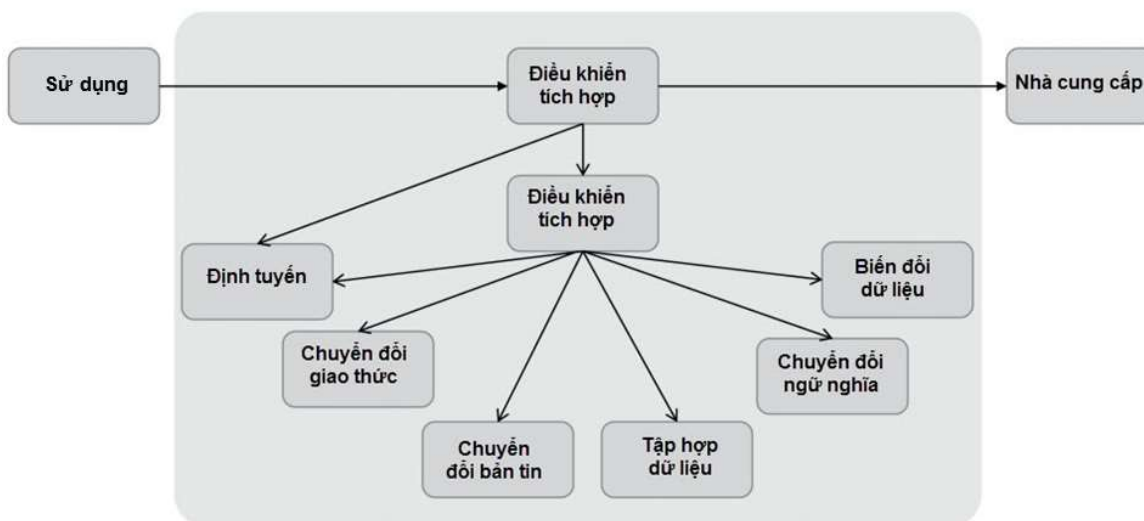 Sử dụng
Điều khiển
tích hợp
Nhà cung cấp
Điều khiển
tích hợp
Định tuyến
Biến đổi
dữ liệu
Chuyển đổi
giao thức
Chuyển đổi
ngữ nghĩa
Chuyển
đổi bản tin
Tập hợp
dữ liệu